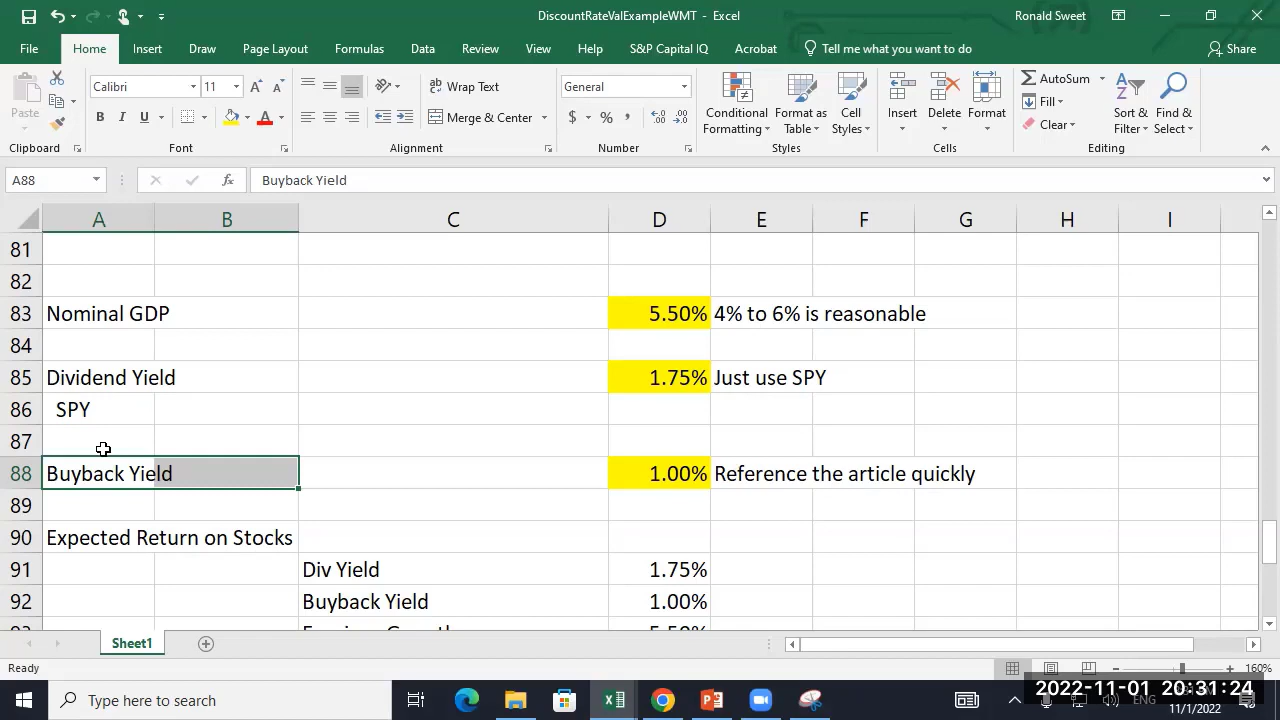 DiscountRateValExampleWMT - Excel
Ronald Sweet
File Home Insert Draw Page Layout Formulas Data Review View Help S&P Capital IQ Acrobat Tell me what you want to do Share
Paste
Calibri 11
B I U
A A
Wrap Text
Merge & Center
General
$ % ,
Conditional Formatting
Format as Table
Cell Styles
Insert Delete Format
AutoSum
Fill
Clear
Sort & Filter
Find & Select
Clipboard Font Alignment Number Styles Cells Editing
A88 fx Buyback Yield
A B C D E F G H I
81
82
83 Nominal GDP 5.50% 4% to 6% is reasonable
84
85 Dividend Yield 1.75% Just use SPY
86 SPY
87
88 Buyback Yield 1.00% Reference the article quickly
89
90 Expected Return on Stocks
91 Div Yield 1.75%
92 Buyback Yield 1.00%
Sheet1
Ready 160%
Type here to search
2022-11-01 20:31:24
ENG
11/1/2022